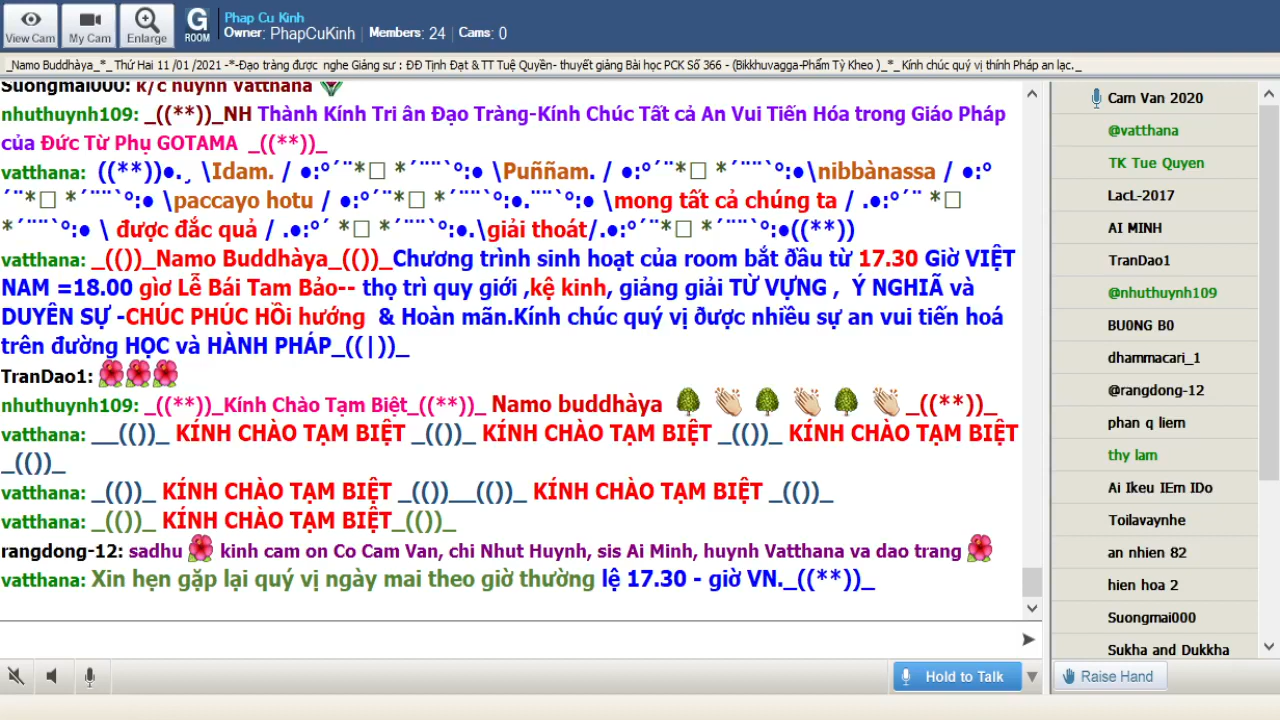 Phap Cu Kinh
Owner: PhapCuKinh | Members: 24 | Cams: 0
View Cam
My Cam
Enlarge
G ROOM
_Namo Buddhàya_*_ Thứ Hai 11 /01 /2021 -*-Đạo tràng được nghe Giảng sư : ĐĐ Tịnh Đạt & TT Tuệ Quyền- thuyết giảng Bài học PCK Số 366 - (Bikkhuvagga-Phẩm Tỳ Kheo )_*_ Kính chúc quý vị thính Pháp an lạc._
Suongmai000: k/c huynh Vatthana
nhuthuynh109: _((**))_NH Thành Kính Tri ân Đạo Tràng-Kính Chúc Tất cả An Vui Tiến Hóa trong Giáo Pháp
của Đức Từ Phụ GOTAMA _((**))_
vatthana: ((**))●.¸ \Idam. / ●:°´¨*□ *´¨¨`°:● \Puññam. / ●:°´¨*□ *´¨¨`°:●\nibbànassa / ●:°
´¨*□ *´¨¨`°:● \paccayo hotu / ●:°´¨*□ *´¨¨`°:●.¨¨`°:● \mong tất cả chúng ta / .●:°´¨ *□
*´¨¨`°:● \ được đắc quả / .●:°´ *□ *´¨¨`°:●.\giải thoát/.●:°´¨*□ *´¨¨`°:●((**))
vatthana: _(())_Namo Buddhàya_(())_Chương trình sinh hoạt của room bắt đầu từ 17.30 Giờ VIỆT
NAM =18.00 giờ Lễ Bái Tam Bảo-- thọ trì quy giới ,kệ kinh, giảng giải TỪ VỰNG , Ý NGHIÃ và
DUYÊN SỰ -CHÚC PHÚC HỒi hướng & Hoàn mãn.Kính chúc quý vị được nhiều sự an vui tiến hoá
trên đường HỌC và HÀNH PHÁP_((|))_
TranDao1: 🌺🌺🌺
nhuthuynh109: _((**))_Kính Chào Tạm Biệt_((**))_ Namo buddhàya 🌳 👏 🌳 👏 🌳 👏 _((**))_
vatthana: __(())_ KÍNH CHÀO TẠM BIỆT _(())_ KÍNH CHÀO TẠM BIỆT _(())_ KÍNH CHÀO TẠM BIỆT
_(())_
vatthana: _(())_ KÍNH CHÀO TẠM BIỆT _(())__(())_ KÍNH CHÀO TẠM BIỆT _(())_
vatthana: _(())_ KÍNH CHÀO TẠM BIỆT_(())_
rangdong-12: sadhu 🌺 kinh cam on Co Cam Van, chi Nhut Huynh, sis Ai Minh, huynh Vatthana va dao trang 🌺
vatthana: Xin hẹn gặp lại quý vị ngày mai theo giờ thường lệ 17.30 - giờ VN._((**))_
Hold to Talk
Cam Van 2020
@vatthana
TK Tue Quyen
LacL-2017
AI MINH
TranDao1
@nhuthuynh109
BU0NG B0
dhammacari_1
@rangdong-12
phan q liem
thy lam
Ai Ikeu IEm IDo
Toilavaynhe
an nhien 82
hien hoa 2
Suongmai000
Sukha and Dukkha
Raise Hand